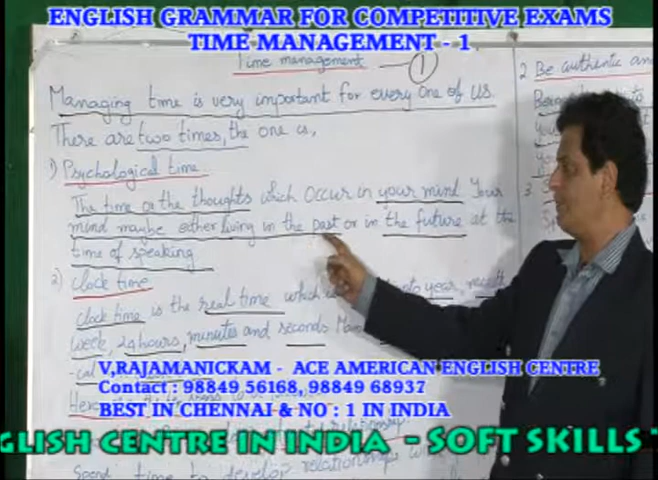 ENGLISH GRAMMAR FOR COMPETITIVE EXAMS
TIME MANAGEMENT - 1
Time management
1
Managing time is very important for every one of us.
There are two times, the one is,
1) Psychological time
The time or the thoughts which occur in your mind Your
mind maybe either living in the past or in the future at the
time of speaking
2) Clock time
Clock time is the real time which year,
week, 24 hours, minutes and seconds
V,RAJAMANICKAM - ACE AMERICAN ENGLISH CENTRE
Contact : 98849 56168, 98849 68937
BEST IN CHENNAI & NO : 1 IN INDIA
GLISH CENTRE IN INDIA - SOFT SKILLS T
relationship
Spend time to develop relationships
2 Be authentic an
Being
3